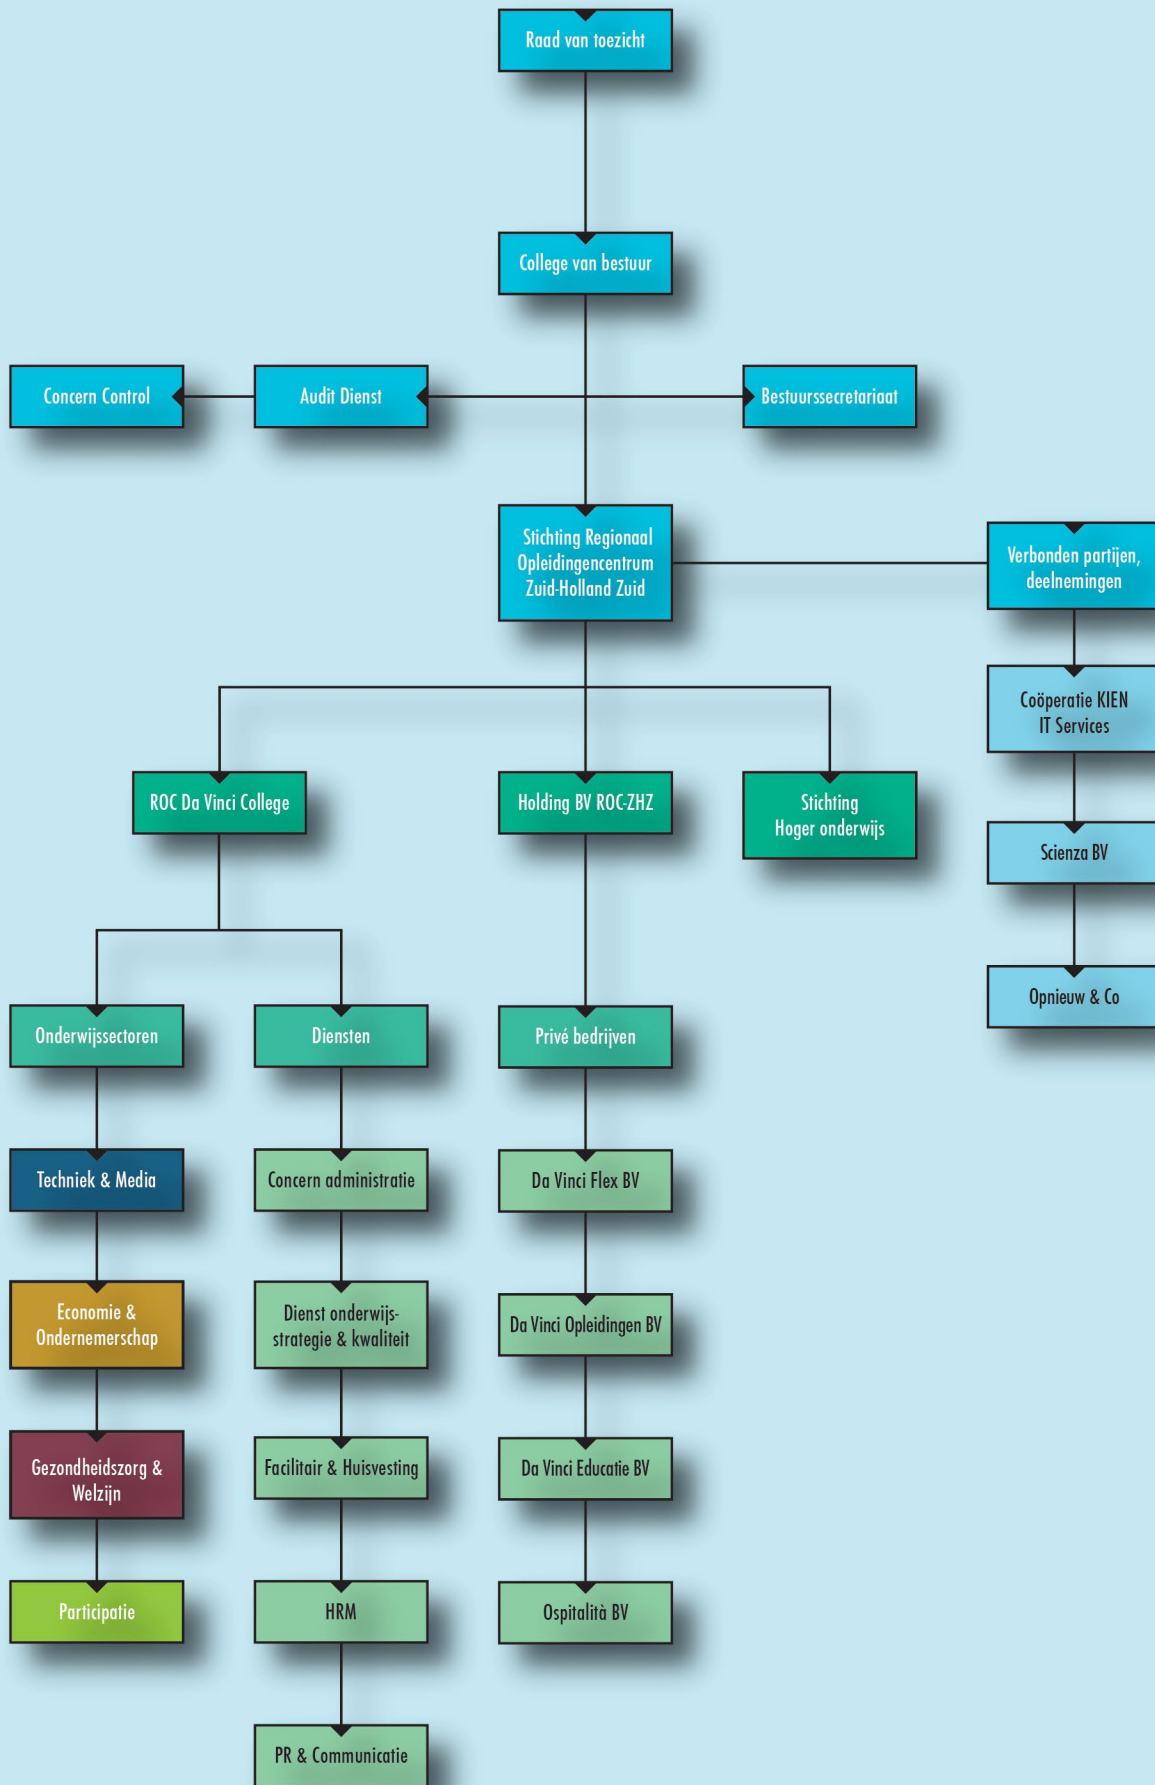 Raad van toezicht
College van bestuur
Concern Control
Audit Dienst
Bestuurssecretariaat
Stichting Regionaal
Opleidingencentrum
Zuid-Holland Zuid
Verbonden partijen,
deelnemingen
Coöperatie KIEN
IT Services
Scienza BV
Opnieuw & Co
ROC Da Vinci College
Holding BV ROC-ZHZ
Stichting
Hoger onderwijs
Onderwijssectoren
Techniek & Media
Economie &
Ondernemerschap
Gezondheidszorg &
Welzijn
Participatie
Diensten
Concern administratie
Dienst onderwijs-
strategie & kwaliteit
Facilitair & Huisvesting
HRM
PR & Communicatie
Privé bedrijven
Da Vinci Flex BV
Da Vinci Opleidingen BV
Da Vinci Educatie BV
Ospitalità BV